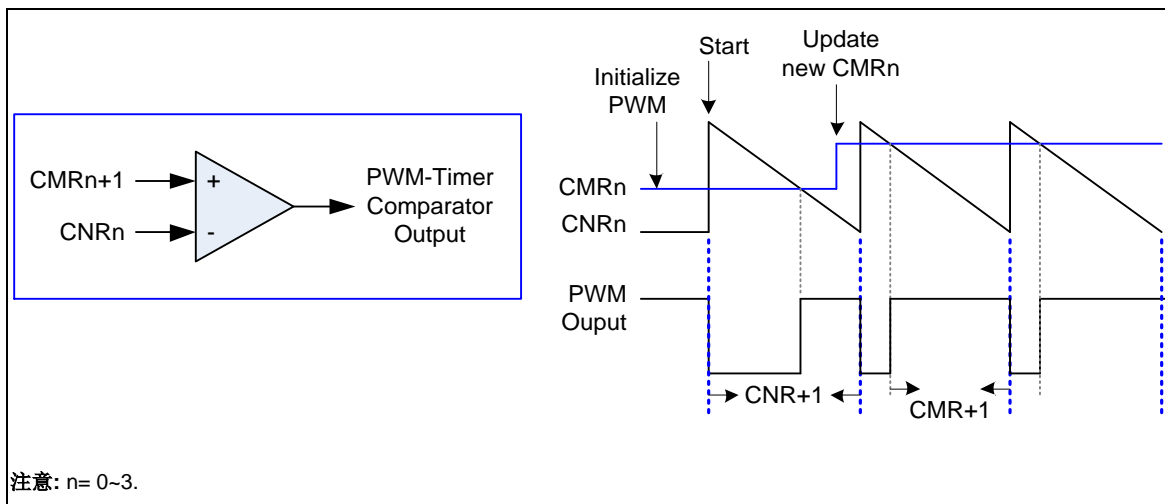 CMRn+1
CNRn
+
-
PWM-Timer
Comparator
Output
Initialize
PWM
Start
Update
new CMRn
CMRn
CNRn
PWM
Ouput
CNR+1
CMR+1
注意: n= 0~3.